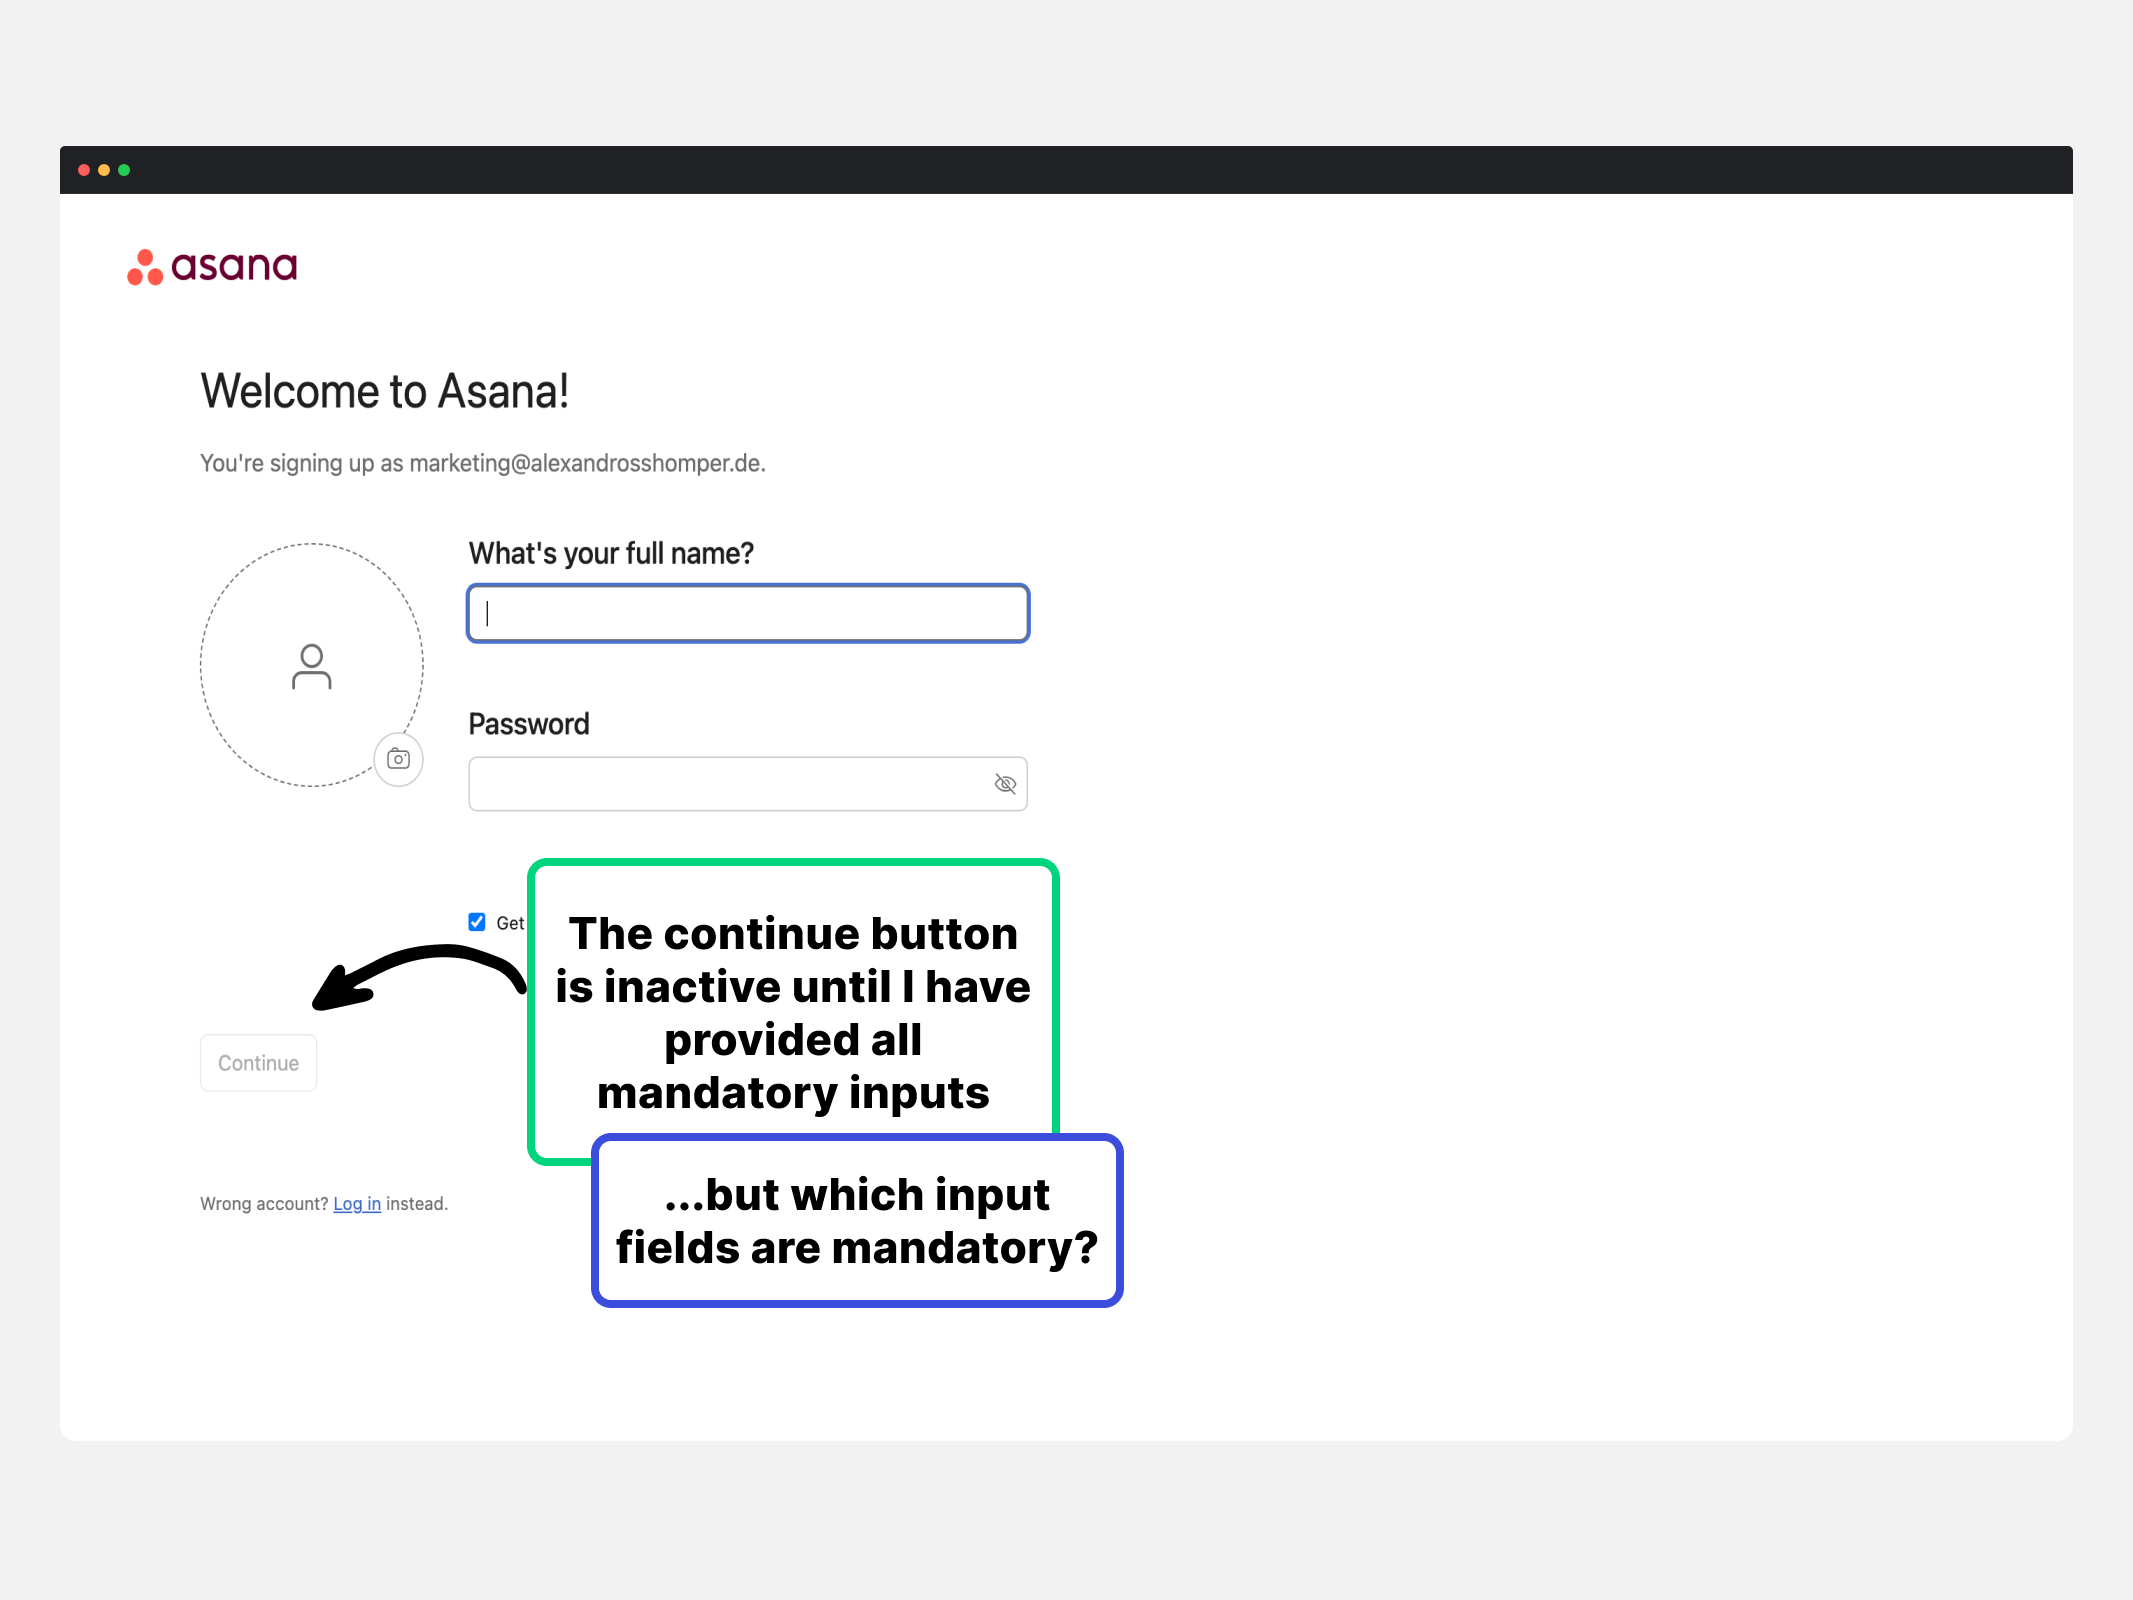 asana
Welcome to Asana!
You're signing up as marketing@alexandrosshomper.de.
What's your full name?
Password
Get
The continue button
is inactive until I have
provided all
mandatory inputs
Continue
...but which input
fields are mandatory?
Wrong account? Log in instead.